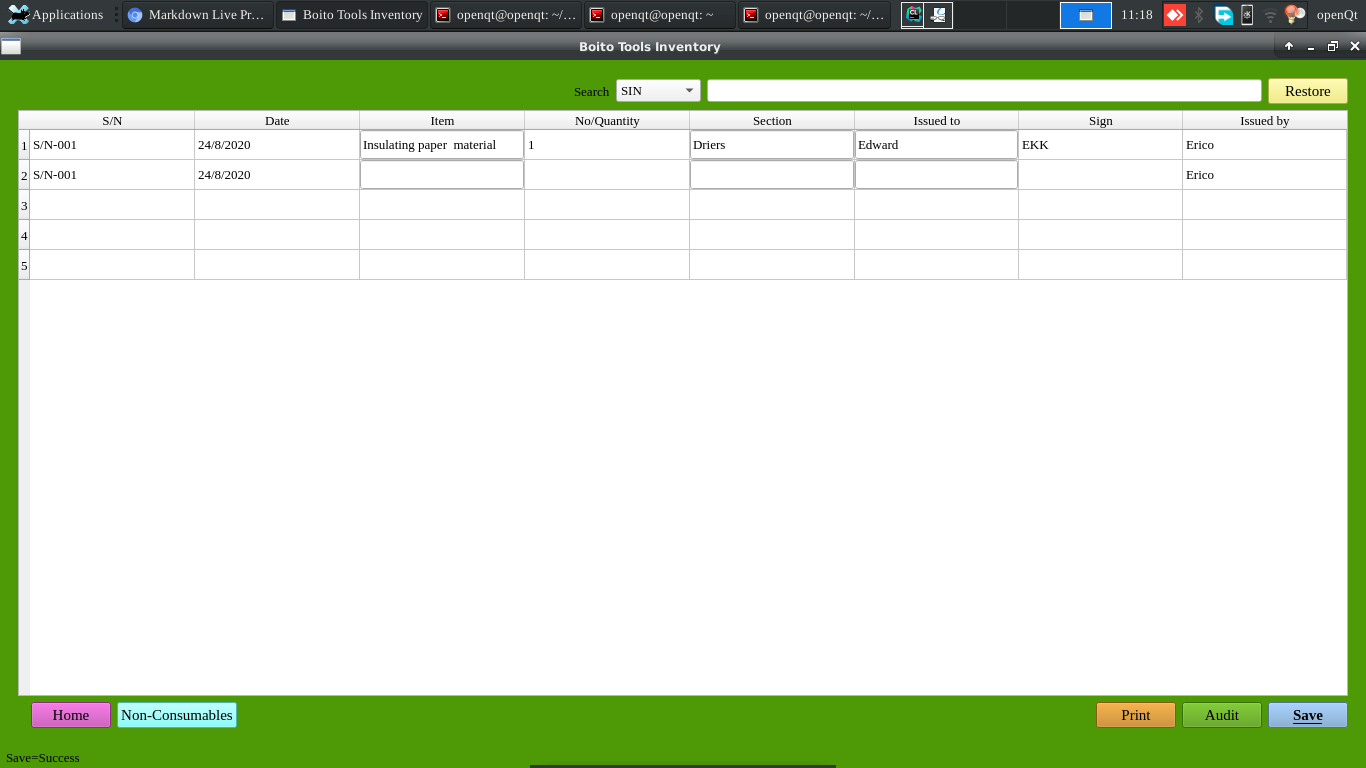 Applications Markdown Live Pr... Boito Tools Inventory openqt@openqt: ~/... openqt@openqt: ~ openqt@openqt: ~/... CL 11:18 openQt
Boito Tools Inventory
Search SIN Restore
S/N Date Item No/Quantity Section Issued to Sign Issued by
1 S/N-001 24/8/2020 Insulating paper  material 1 Driers Edward EKK Erico
2 S/N-001 24/8/2020 Erico
3
4
5
Home Non-Consumables Print Audit Save
Save=Success